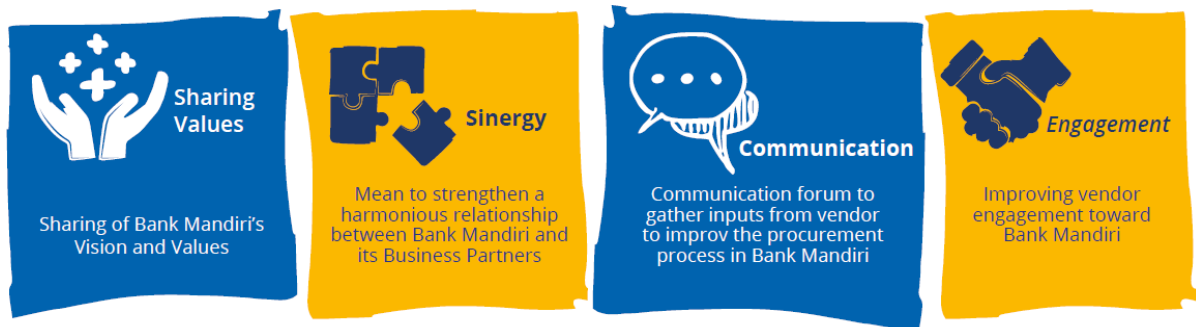 Sharing
Values
Sharing of Bank Mandiri's
Vision and Values
Sinergy
Mean to strengthen a
harmonious relationship
between Bank Mandiri and
its Business Partners
Communication
Communication forum to
gather inputs from vendor
to improv the procurement
process in Bank Mandiri
Engagement
Improving vendor
engagement toward
Bank Mandiri